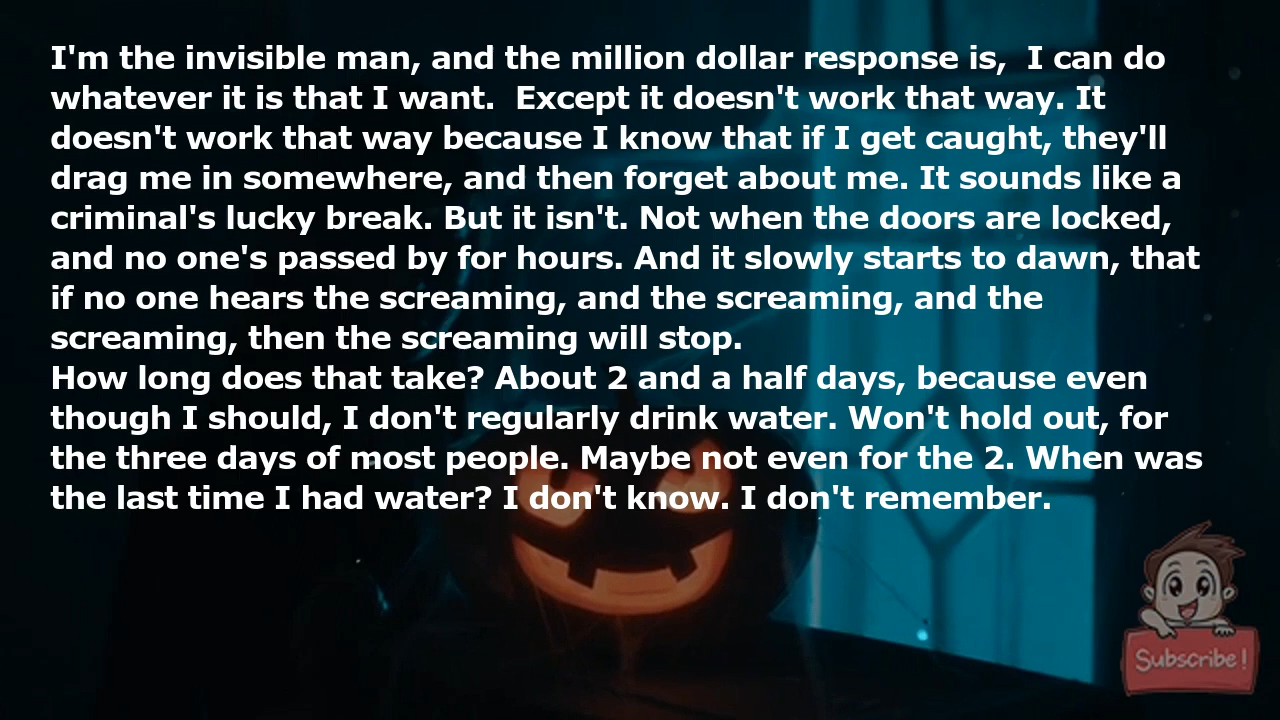 I'm the invisible man, and the million dollar response is,  I can do
whatever it is that I want.  Except it doesn't work that way. It
doesn't work that way because I know that if I get caught, they'll
drag me in somewhere, and then forget about me. It sounds like a
criminal's lucky break. But it isn't. Not when the doors are locked,
and no one's passed by for hours. And it slowly starts to dawn, that
if no one hears the screaming, and the screaming, and the
screaming, then the screaming will stop.
How long does that take? About 2 and a half days, because even
though I should, I don't regularly drink water. Won't hold out, for
the three days of most people. Maybe not even for the 2. When was
the last time I had water? I don't know. I don't remember.
Subscribe!